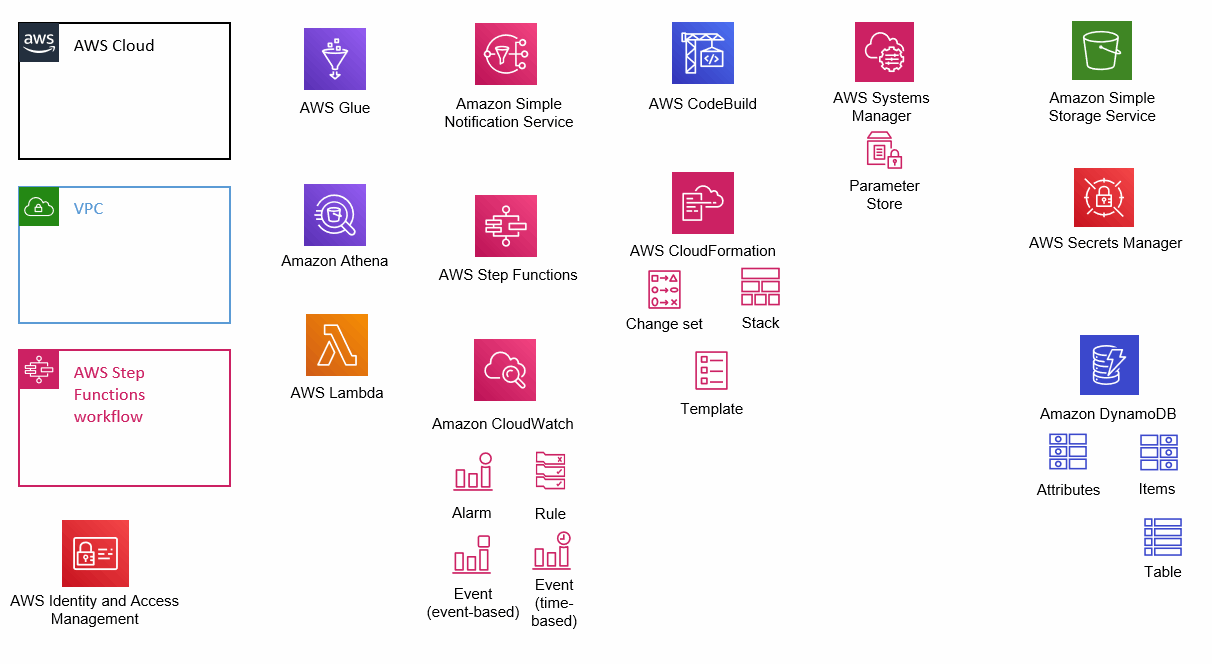 aws
AWS Cloud
VPC
AWS Step
Functions
workflow
AWS Identity and Access
Management
AWS Glue
Amazon Athena
AWS Lambda
Amazon Simple
Notification Service
AWS Step Functions
Amazon CloudWatch
Alarm
Rule
Event
(event-based)
Event
(time-
based)
AWS CodeBuild
AWS CloudFormation
Change set
Stack
Template
AWS Systems
Manager
Parameter
Store
Amazon Simple
Storage Service
AWS Secrets Manager
Amazon DynamoDB
Attributes
Items
Table